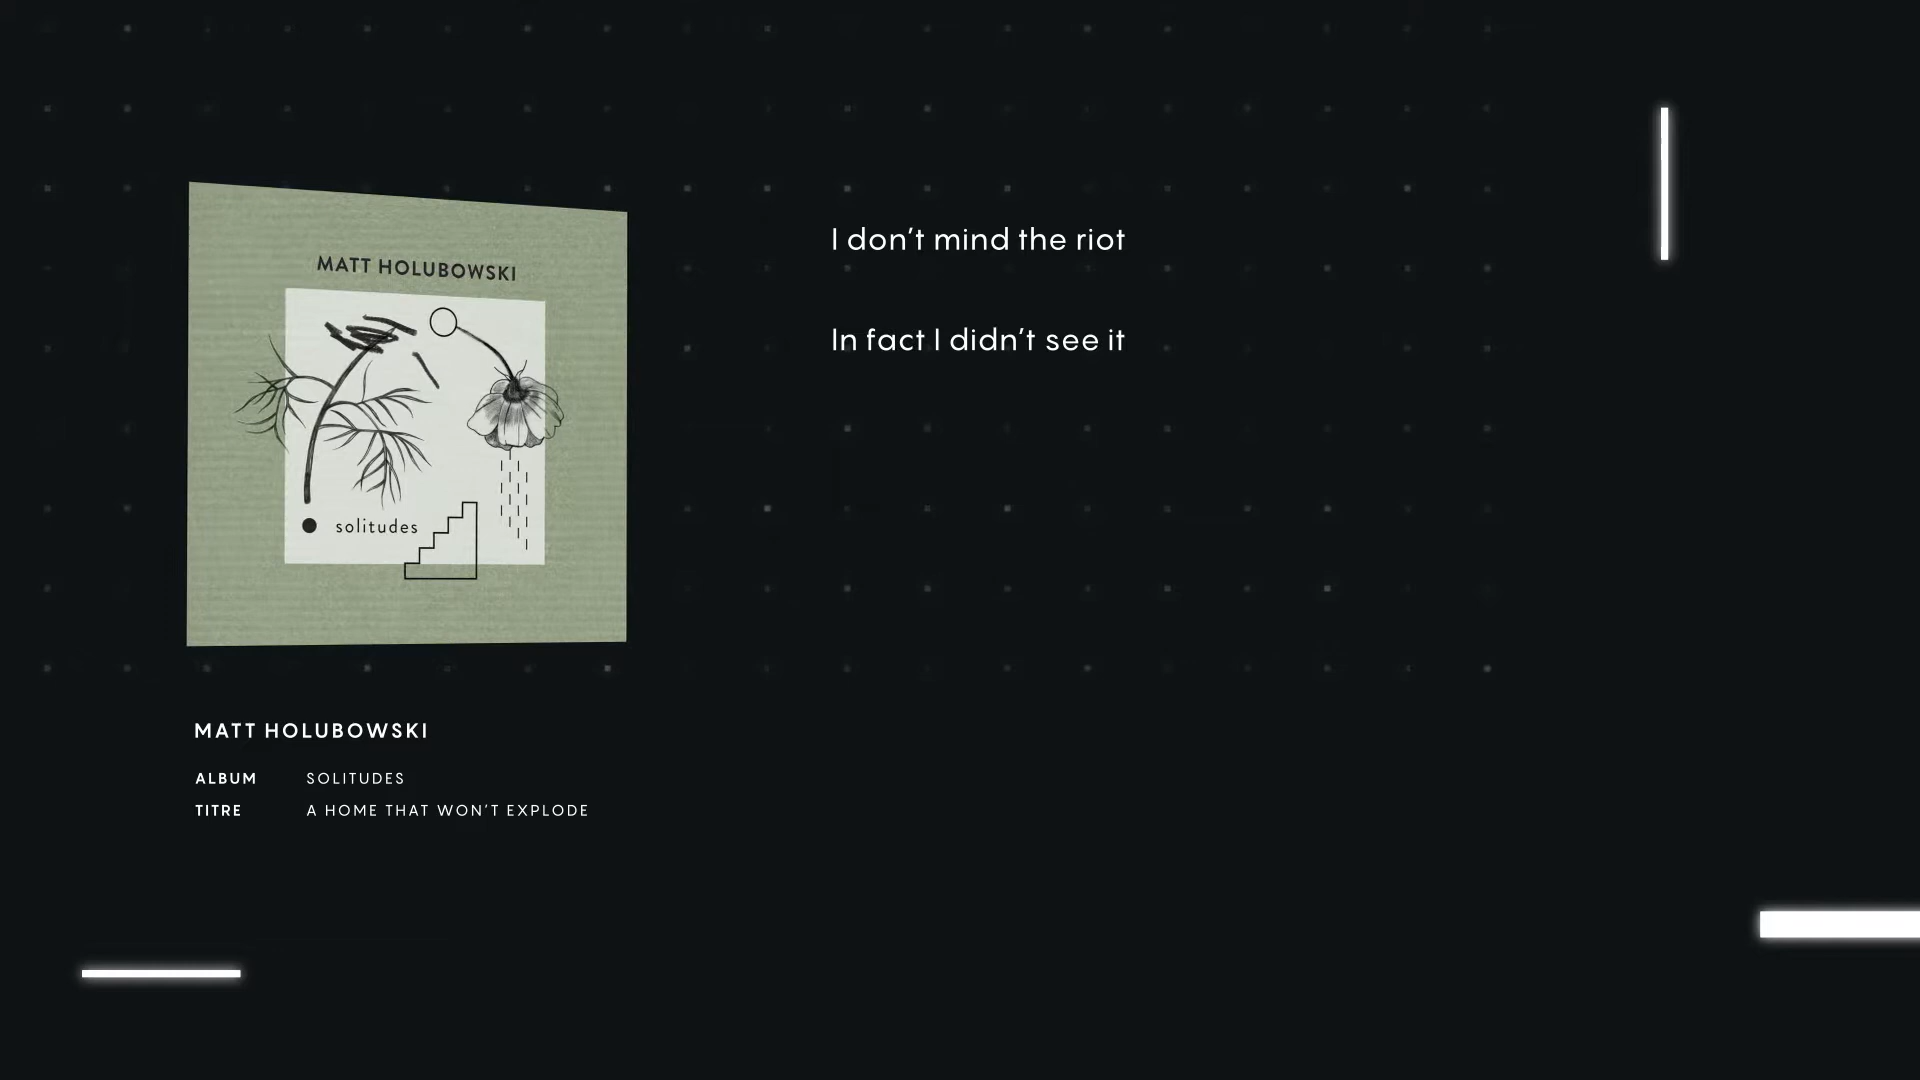 MATT HOLUBOWSKI
solitudes
I don’t mind the riot
In fact I didn’t see it
MATT HOLUBOWSKI
ALBUM SOLITUDES
TITRE A HOME THAT WON’T EXPLODE